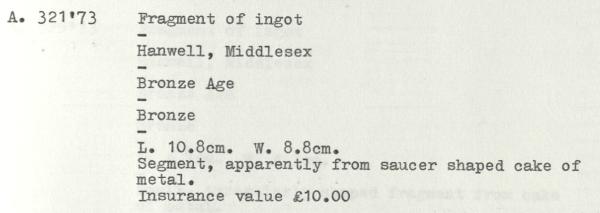 A. 321'73 Fragment of ingot
–
Hanwell, Middlesex
–
Bronze Age
–
Bronze
–
L. 10.8cm. W. 8.8cm.
Segment, apparently from saucer shaped cake of
metal.
Insurance value £10.00